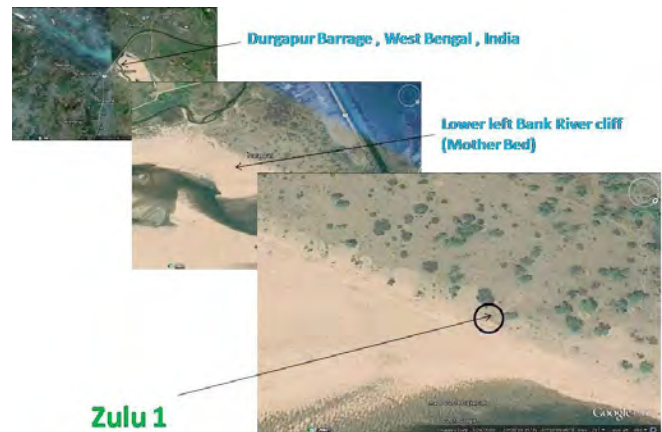 Durgapur Barrage , West Bengal , India
Lower left Bank River cliff
(Mother Bed)
Zulu 1
Google